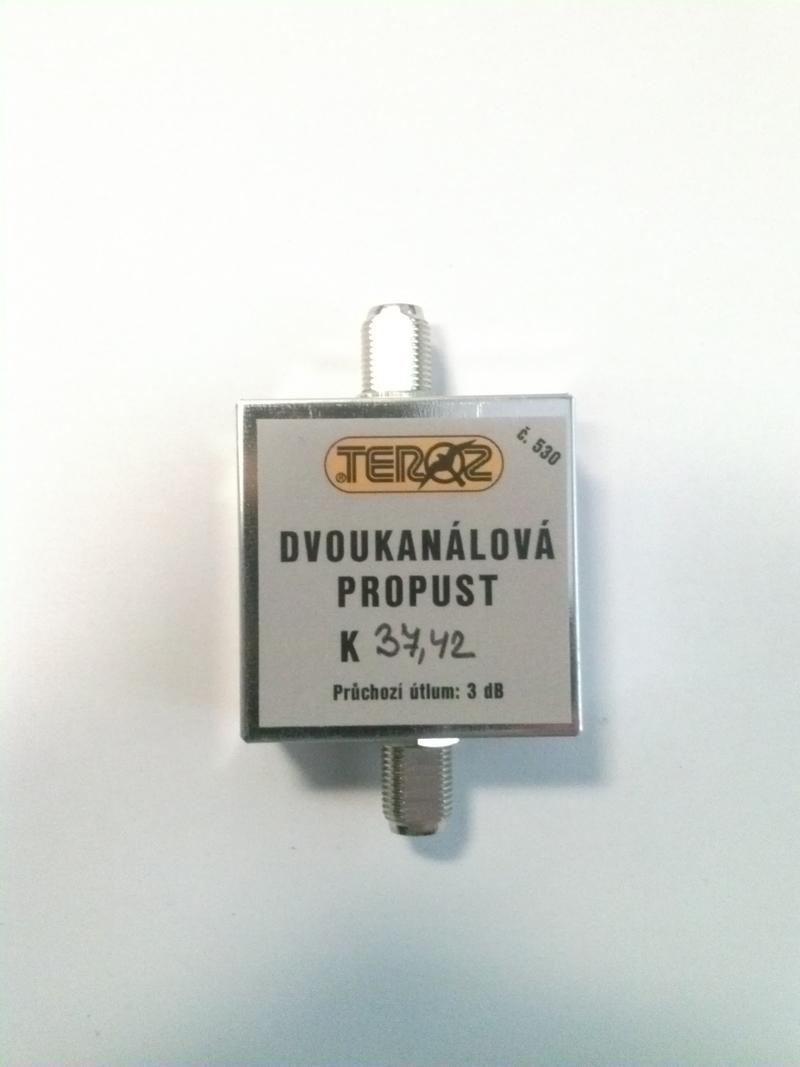 ® TEROZ
č. 530
DVOUKANÁLOVÁ
PROPUST
K 37,42
Průchozí útlum: 3 dB